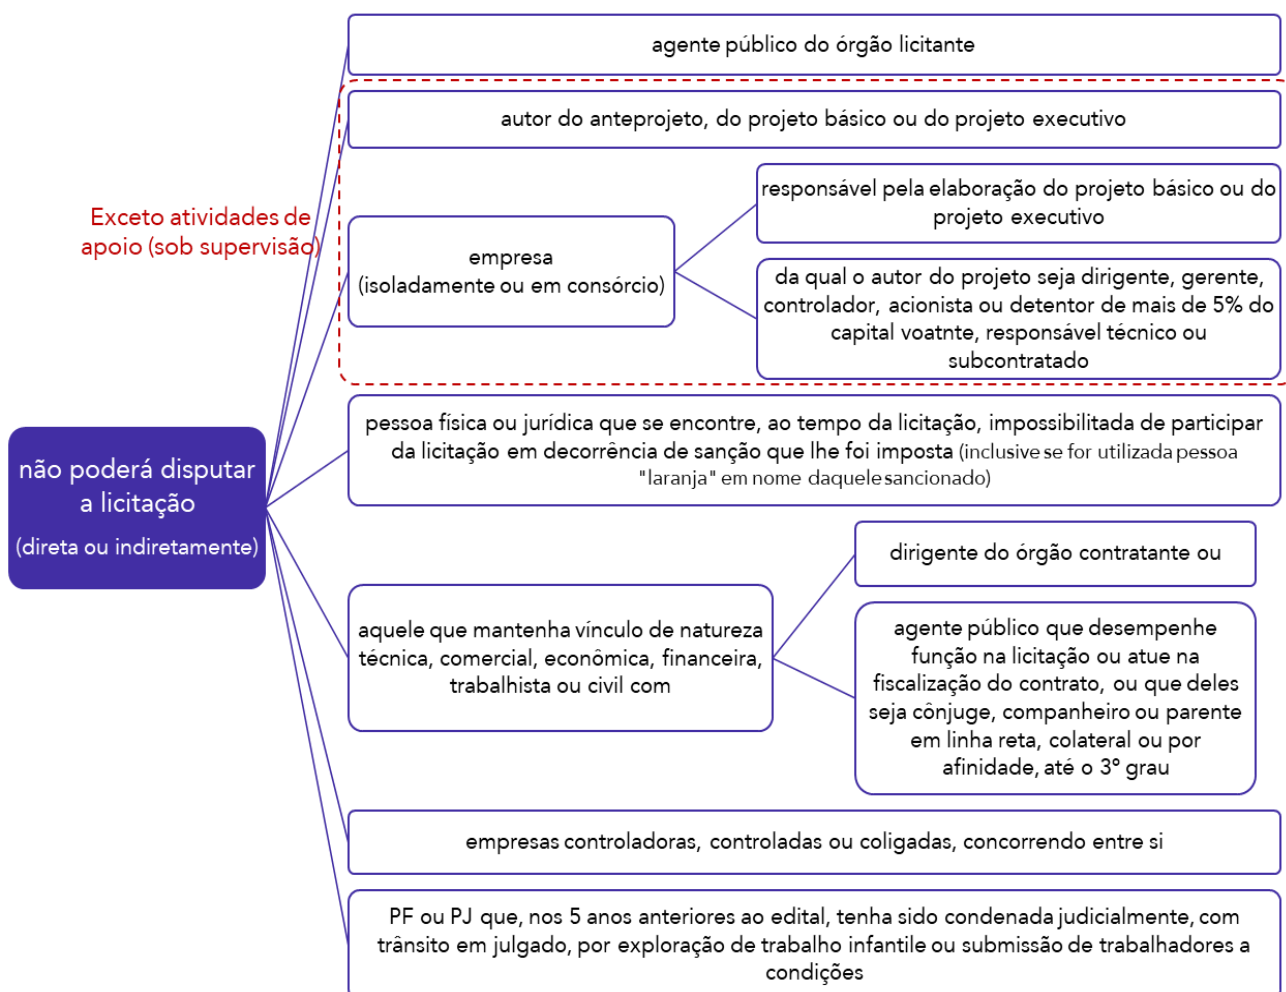 agente público do órgão licitante
autor do anteprojeto, do projeto básico ou do projeto executivo
Exceto atividades de
apoio (sob supervisão)
empresa
(isoladamente ou em consórcio)
responsável pela elaboração do projeto básico ou do
projeto executivo
da qual o autor do projeto seja dirigente, gerente,
controlador, acionista ou detentor de mais de 5% do
capital voatnte, responsável técnico ou
subcontratado
não poderá disputar
a licitação
(direta ou indiretamente)
pessoa física ou jurídica que se encontre, ao tempo da licitação, impossibilitada de participar
da licitação em decorrência de sanção que lhe foi imposta (inclusive se for utilizada pessoa
"laranja" em nome daquele sancionado)
aquele que mantenha vínculo de natureza
técnica, comercial, econômica, financeira,
trabalhista ou civil com
dirigente do órgão contratante ou
agente público que desempenhe
função na licitação ou atue na
fiscalização do contrato, ou que deles
seja cônjuge, companheiro ou parente
em linha reta, colateral ou por
afinidade, até o 3º grau
empresas controladoras, controladas ou coligadas, concorrendo entre si
PF ou PJ que, nos 5 anos anteriores ao edital, tenha sido condenada judicialmente, com
trânsito em julgado, por exploração de trabalho infantile ou submissão de trabalhadores a
condições